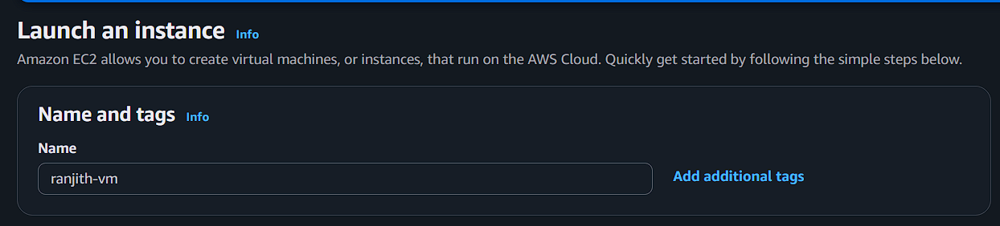 Launch an instance Info
Amazon EC2 allows you to create virtual machines, or instances, that run on the AWS Cloud. Quickly get started by following the simple steps below.
Name and tags Info
Name
ranjith-vm Add additional tags